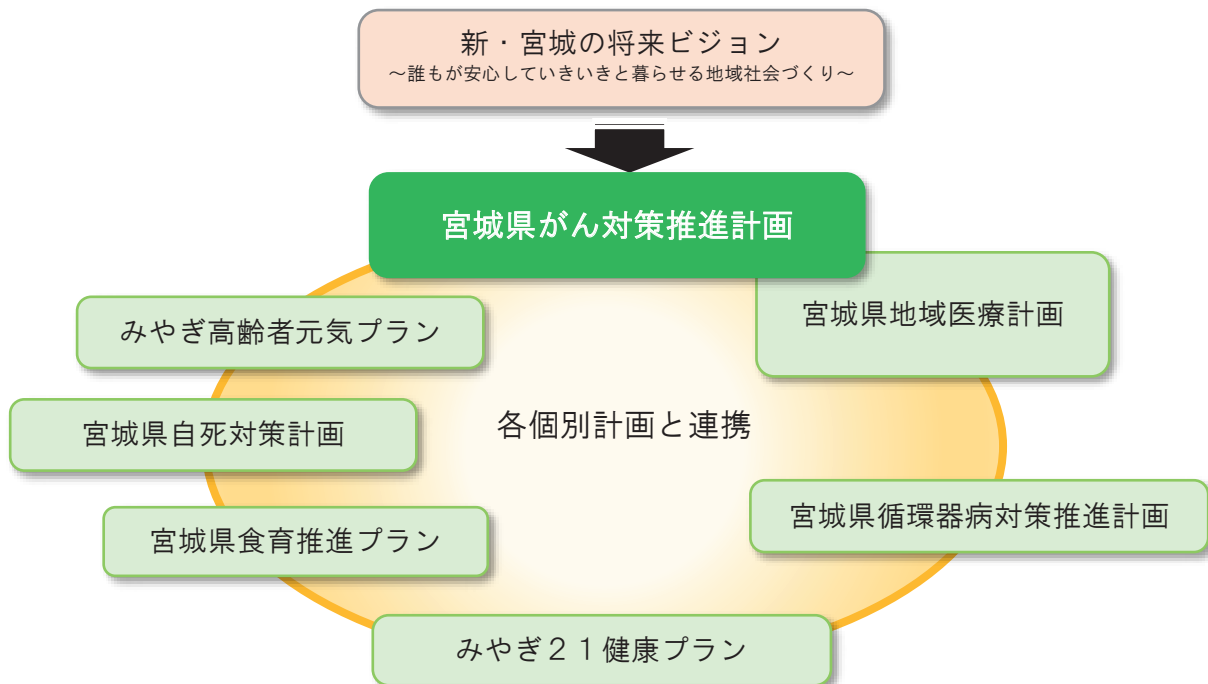 新・宮城の将来ビジョン
～誰もが安心していきいきと暮らせる地域社会づくり～
宮城県がん対策推進計画
宮城県地域医療計画
みやぎ高齢者元気プラン
各個別計画と連携
宮城県自死対策計画
宮城県循環器病対策推進計画
宮城県食育推進プラン
みやぎ２１健康プラン